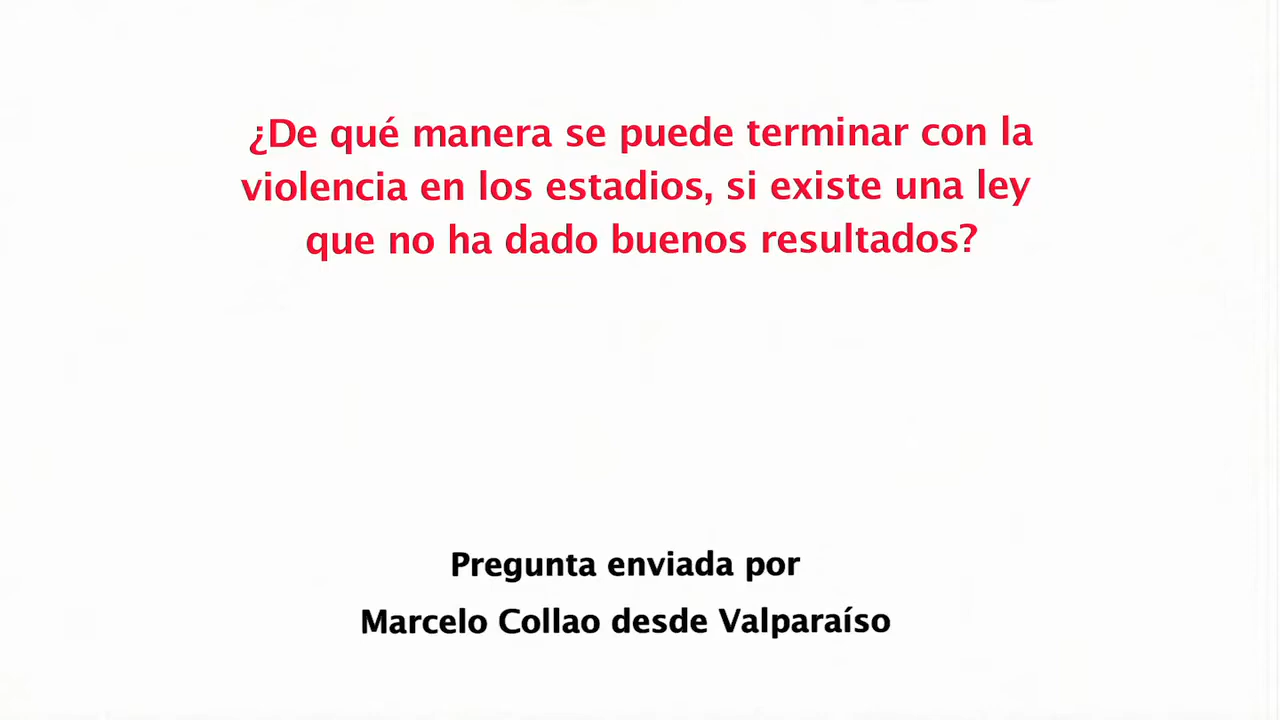 ¿De qué manera se puede terminar con la
violencia en los estadios, si existe una ley
que no ha dado buenos resultados?
Pregunta enviada por
Marcelo Collao desde Valparaíso